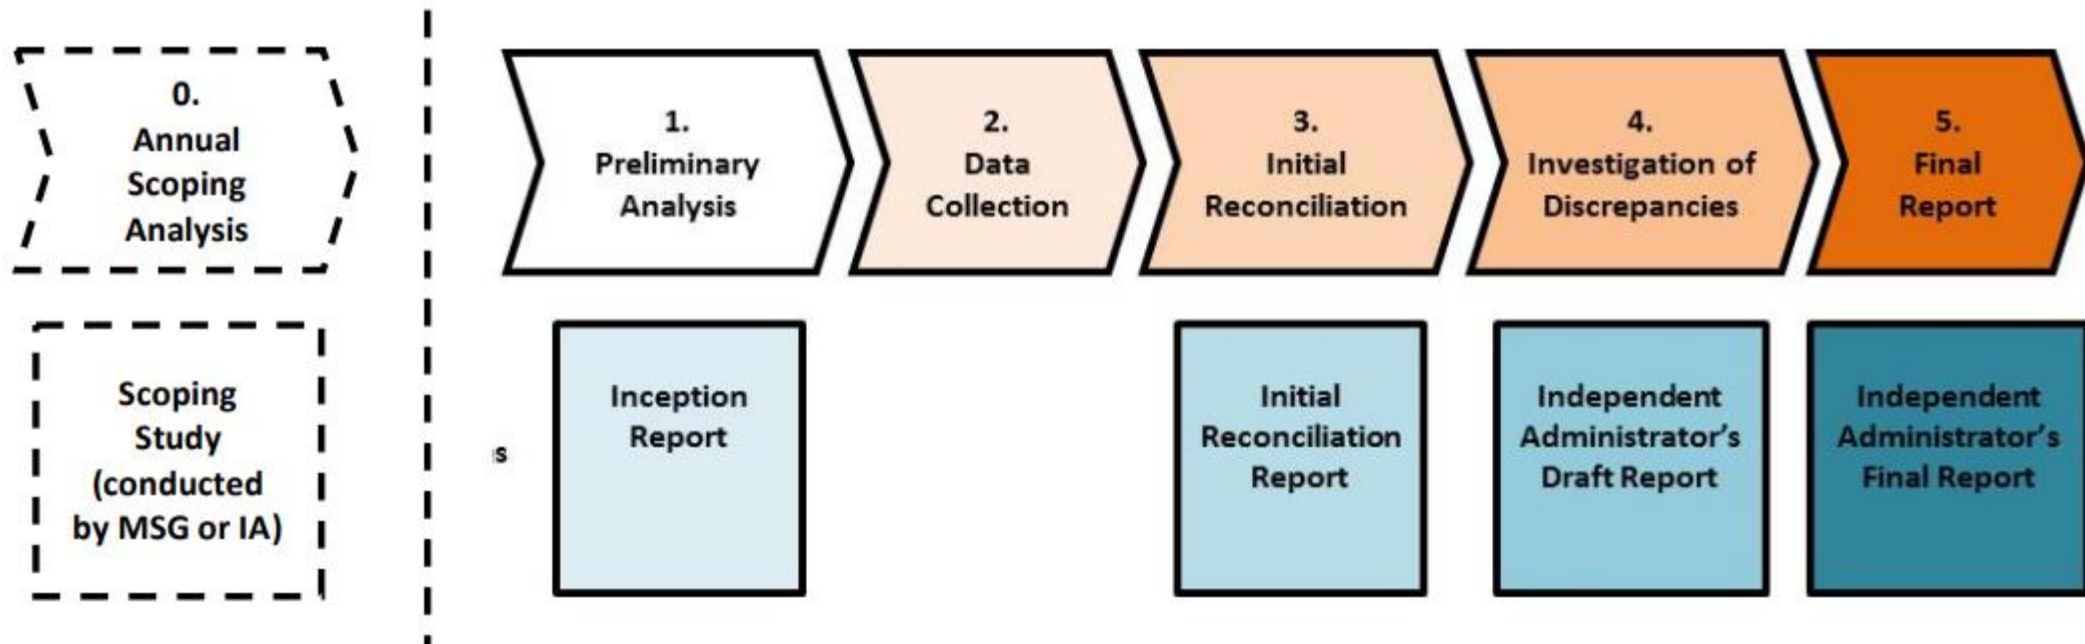 0.
Annual
Scoping
Analysis
1.
Preliminary
Analysis
2.
Data
Collection
3.
Initial
Reconciliation
4.
Investigation of
Discrepancies
5.
Final
Report
Scoping
Study
(conducted
by MSG or IA)
s
Inception
Report
Initial
Reconciliation
Report
Independent
Administrator’s
Draft Report
Independent
Administrator’s
Final Report